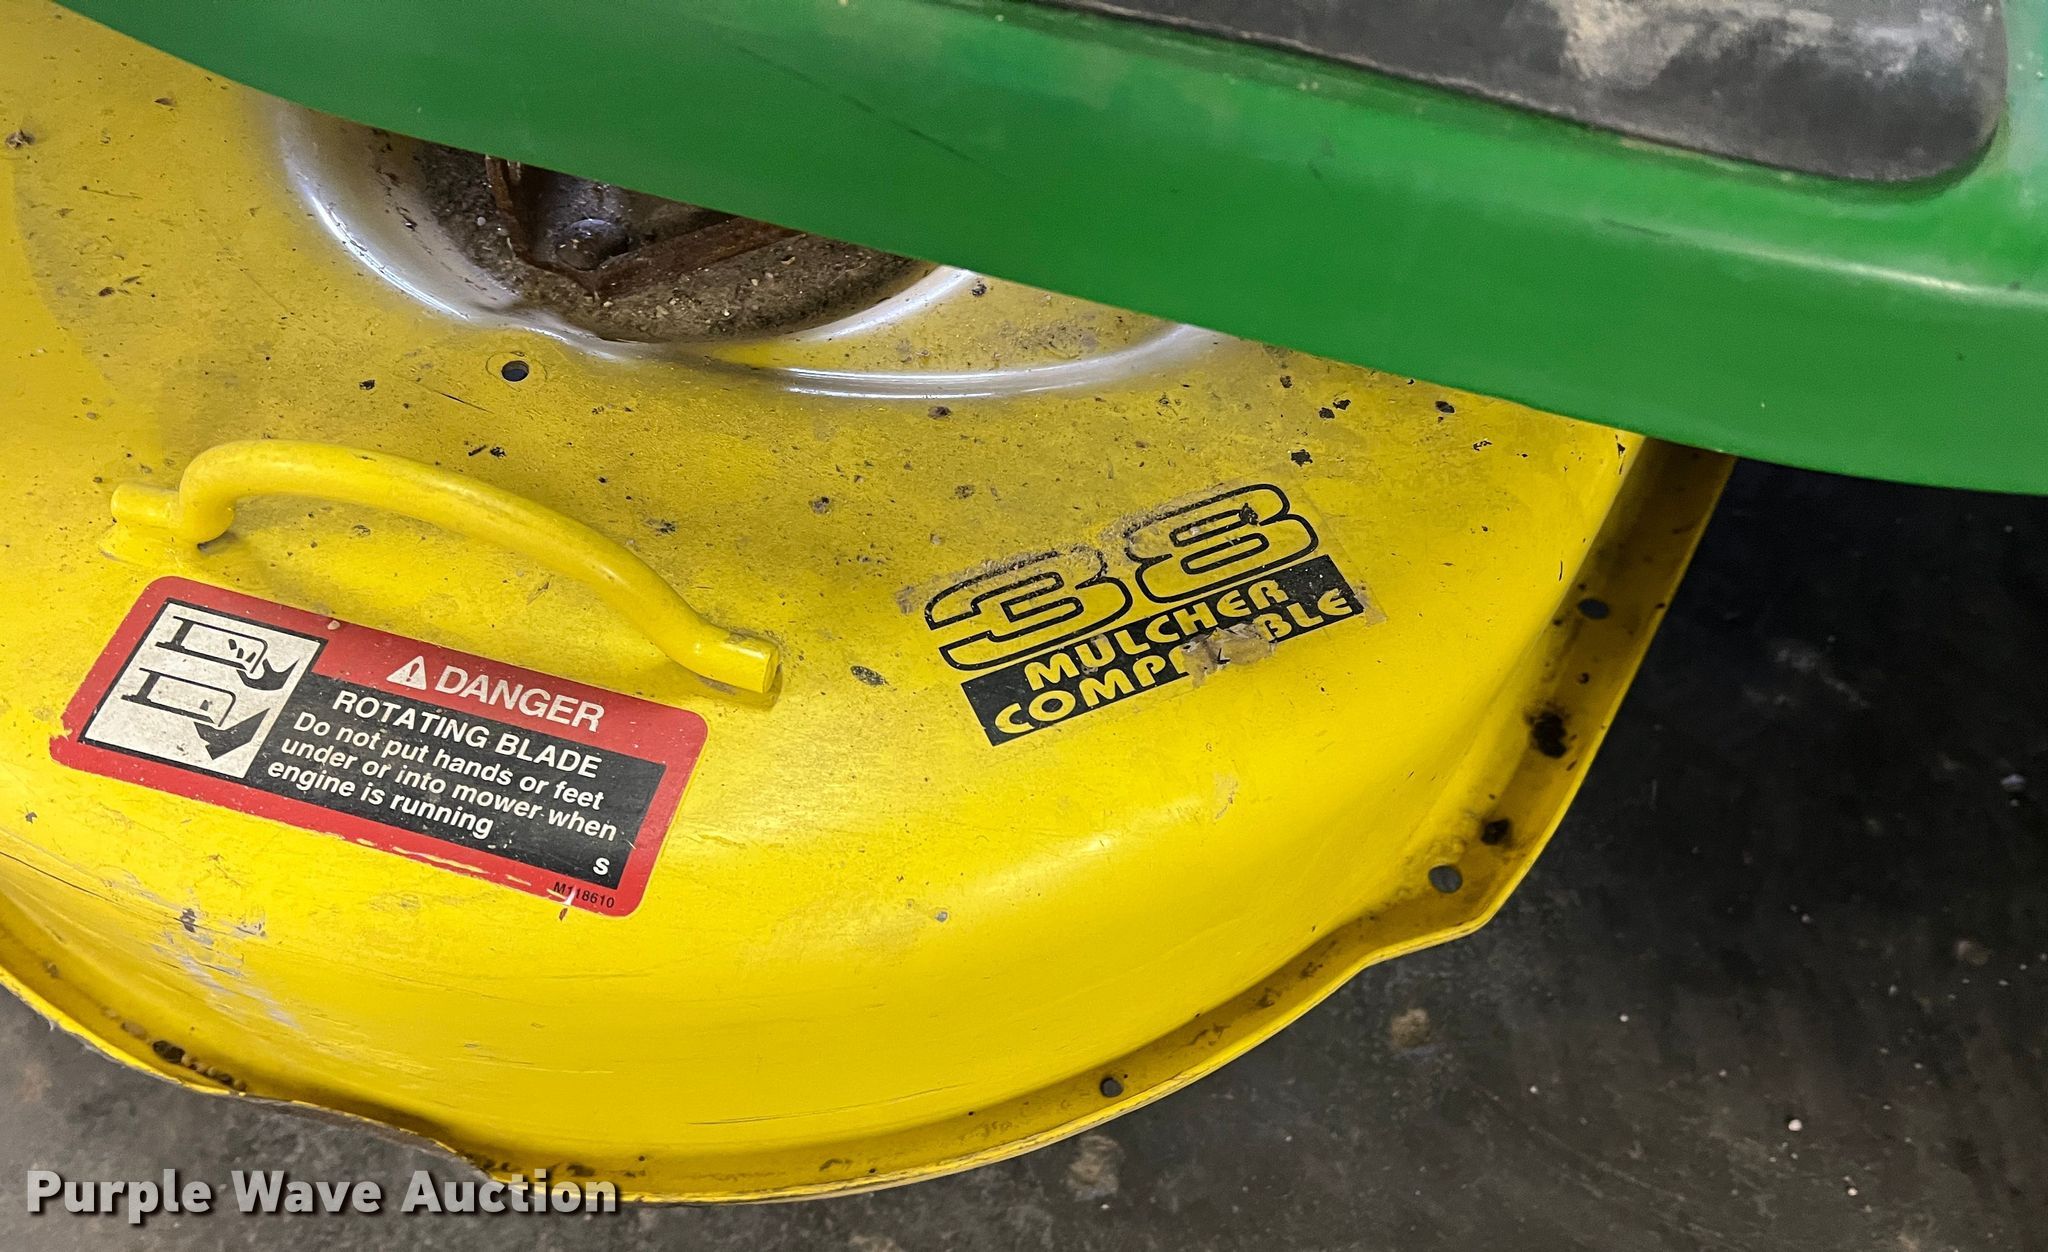 38
MULCHER
DANGER
ROTATING BLADE
Do not put hands or feet
under or into mower when
engine is running
S
Purple Wave Auction